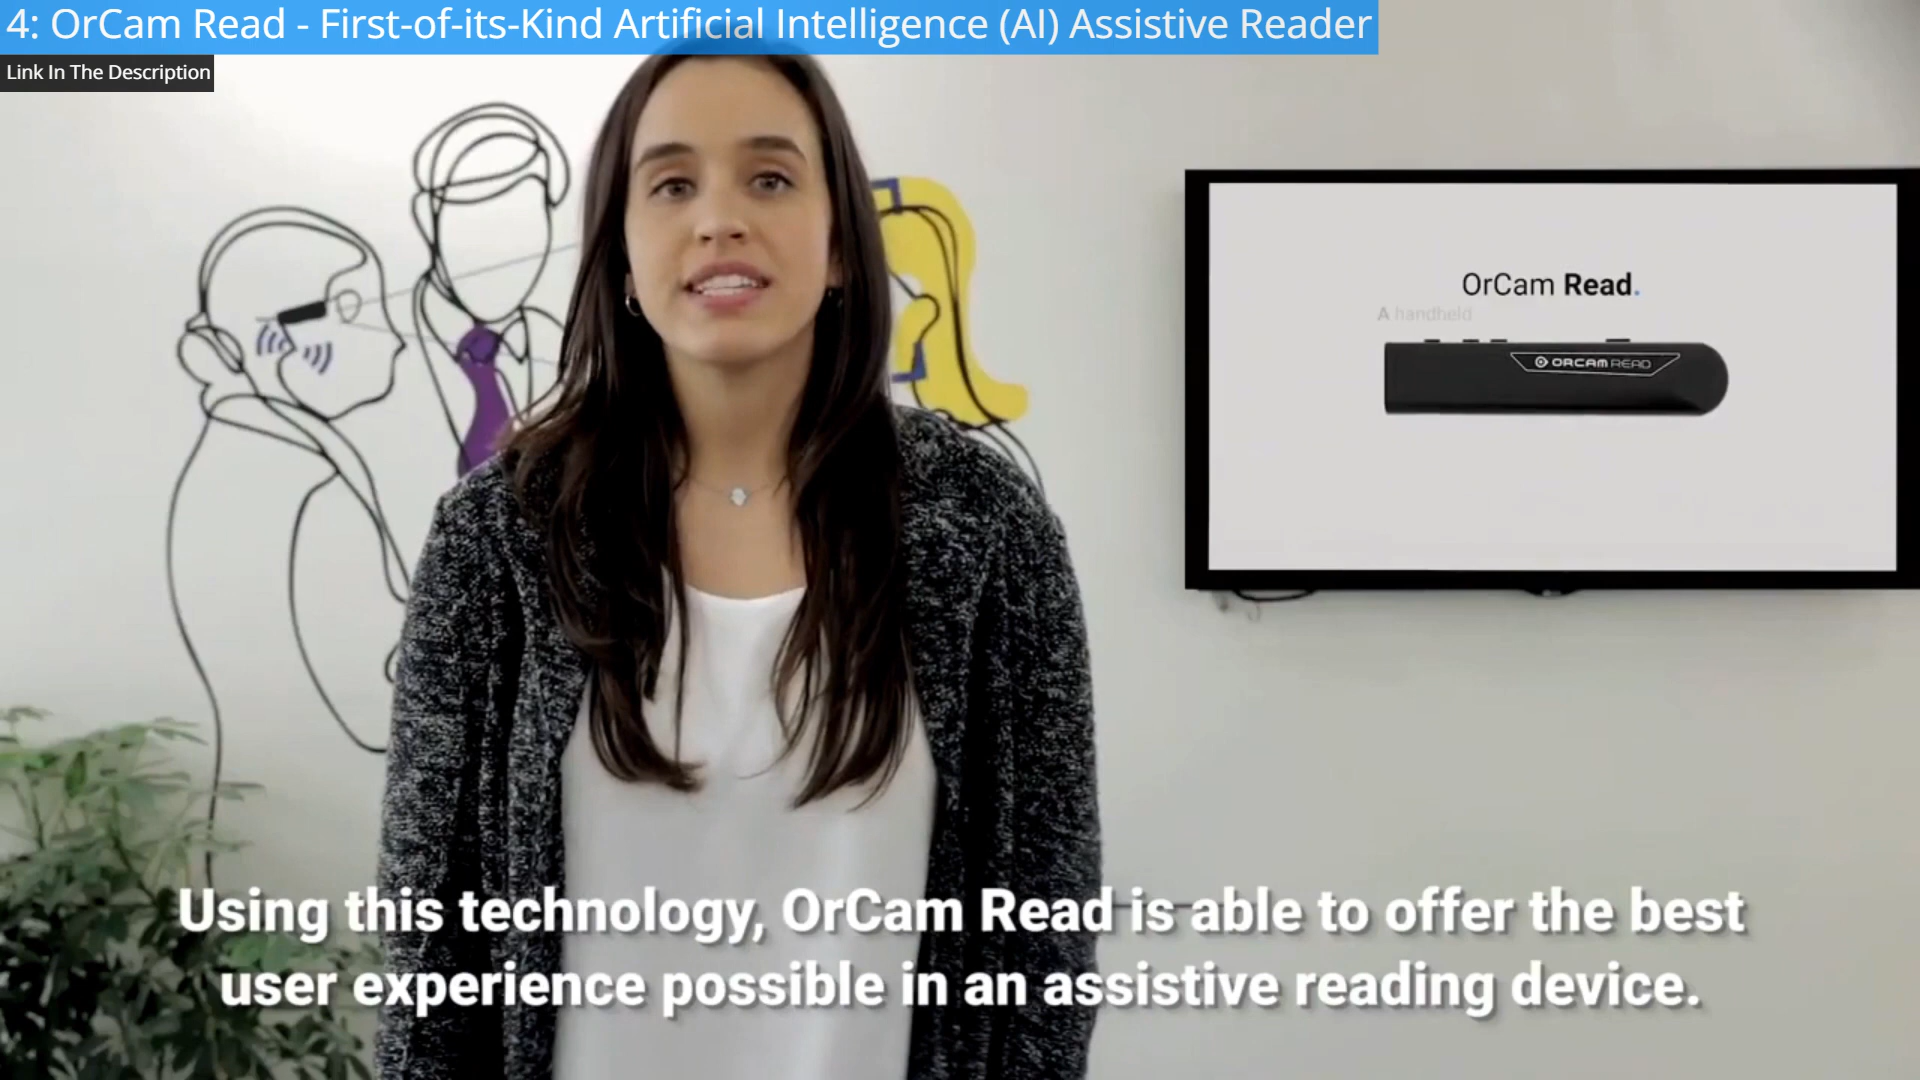 4: OrCam Read - First-of-its-Kind Artificial Intelligence (AI) Assistive Reader
Link In The Description
OrCam Read.
A handheld
ORCAM READ
Using this technology, OrCam Read is able to offer the best
user experience possible in an assistive reading device.